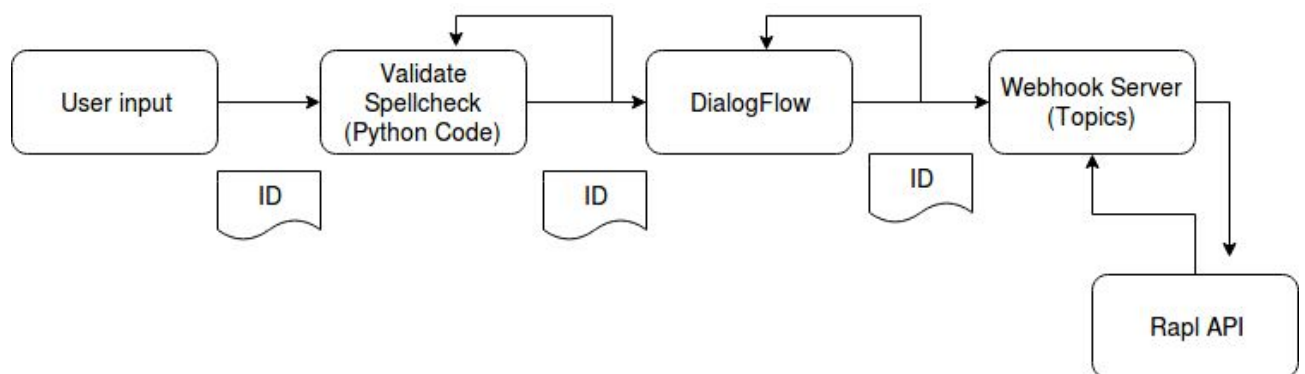 User input
Validate
Spellcheck
(Python Code)
DialogFlow
Webhook Server
(Topics)
ID
ID
ID
Rapl API